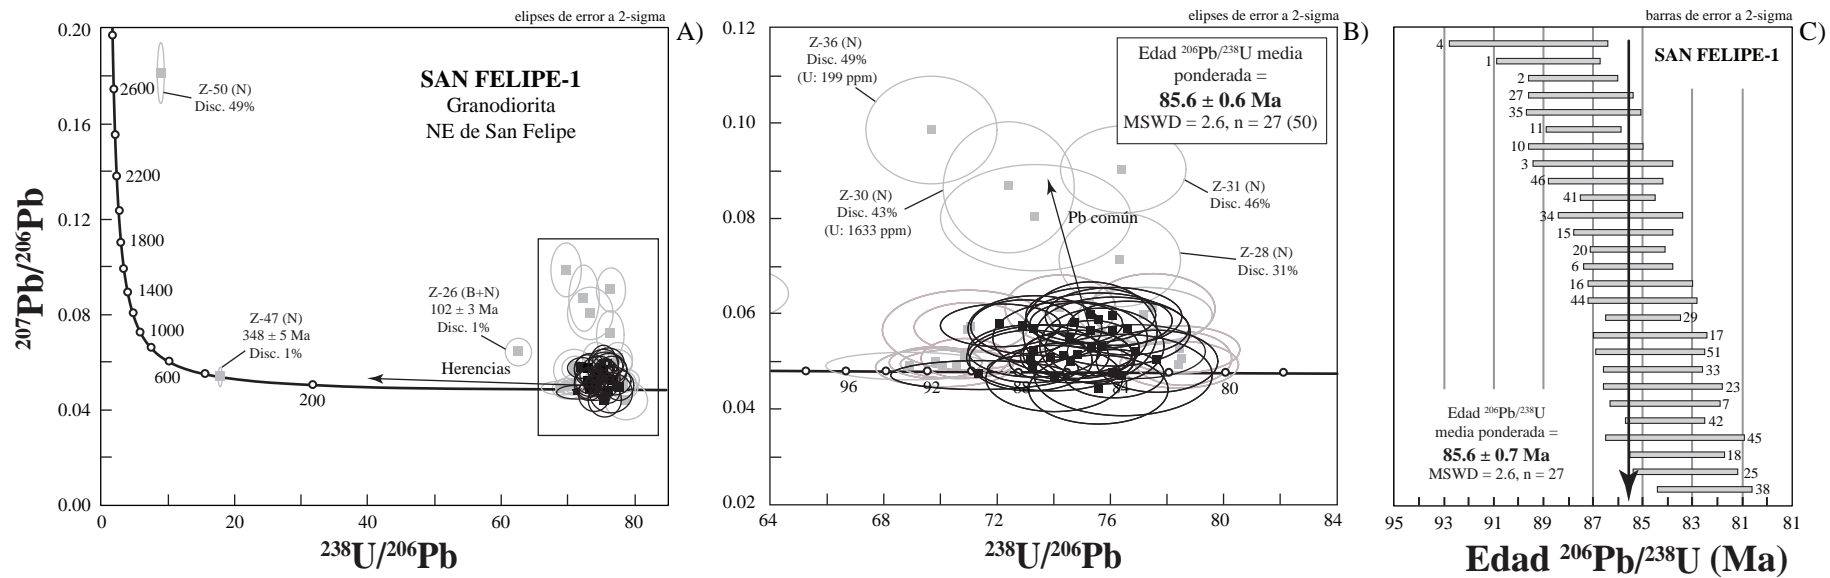 elipses de error a 2-sigma
A)
0.20
0.16
0.12
0.08
0.04
0.00
0
20
40
60
80
207Pb/206Pb
238U/206Pb
2600
2200
1800
1400
1000
600
200
Z-50 (N)
Disc. 49%
SAN FELIPE-1
Granodiorita
NE de San Felipe
Z-47 (N)
348 ± 5 Ma
Disc. 1%
Z-26 (B+N)
102 ± 3 Ma
Disc. 1%
Herencias
elipses de error a 2-sigma
B)
0.12
0.10
0.08
0.06
0.04
0.02
64
68
72
76
80
84
238U/206Pb
Z-36 (N)
Disc. 49%
(U: 199 ppm)
Edad 206Pb/238U media
ponderada =
85.6 ± 0.6 Ma
MSWD = 2.6, n = 27 (50)
Z-30 (N)
Disc. 43%
(U: 1633 ppm)
Z-31 (N)
Disc. 46%
Pb común
Z-28 (N)
Disc. 31%
96
92
88
84
80
barras de error a 2-sigma
C)
SAN FELIPE-1
4
1
2
27
35
11
10
3
46
41
34
15
20
6
16
44
29
17
51
33
23
7
42
45
18
25
38
Edad 206Pb/238U
media ponderada =
85.6 ± 0.7 Ma
MSWD = 2.6, n = 27
95
93
91
89
87
85
83
81
81
Edad 206Pb/238U (Ma)